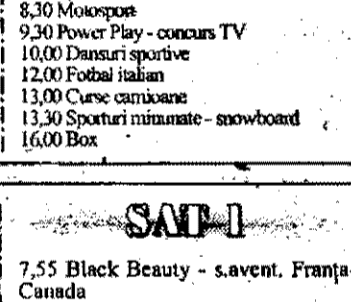 8,30 Motosport
9,30 Power Play - concurs TV
10,00 Dansuri sportive
12,00 Fotbal italian
13,00 Curse camioane
13,30 Sporturi minunate - snowboard
16,00 Box
SAT 1
7,55 Black Beauty - s.avent. Franţa-
Canada